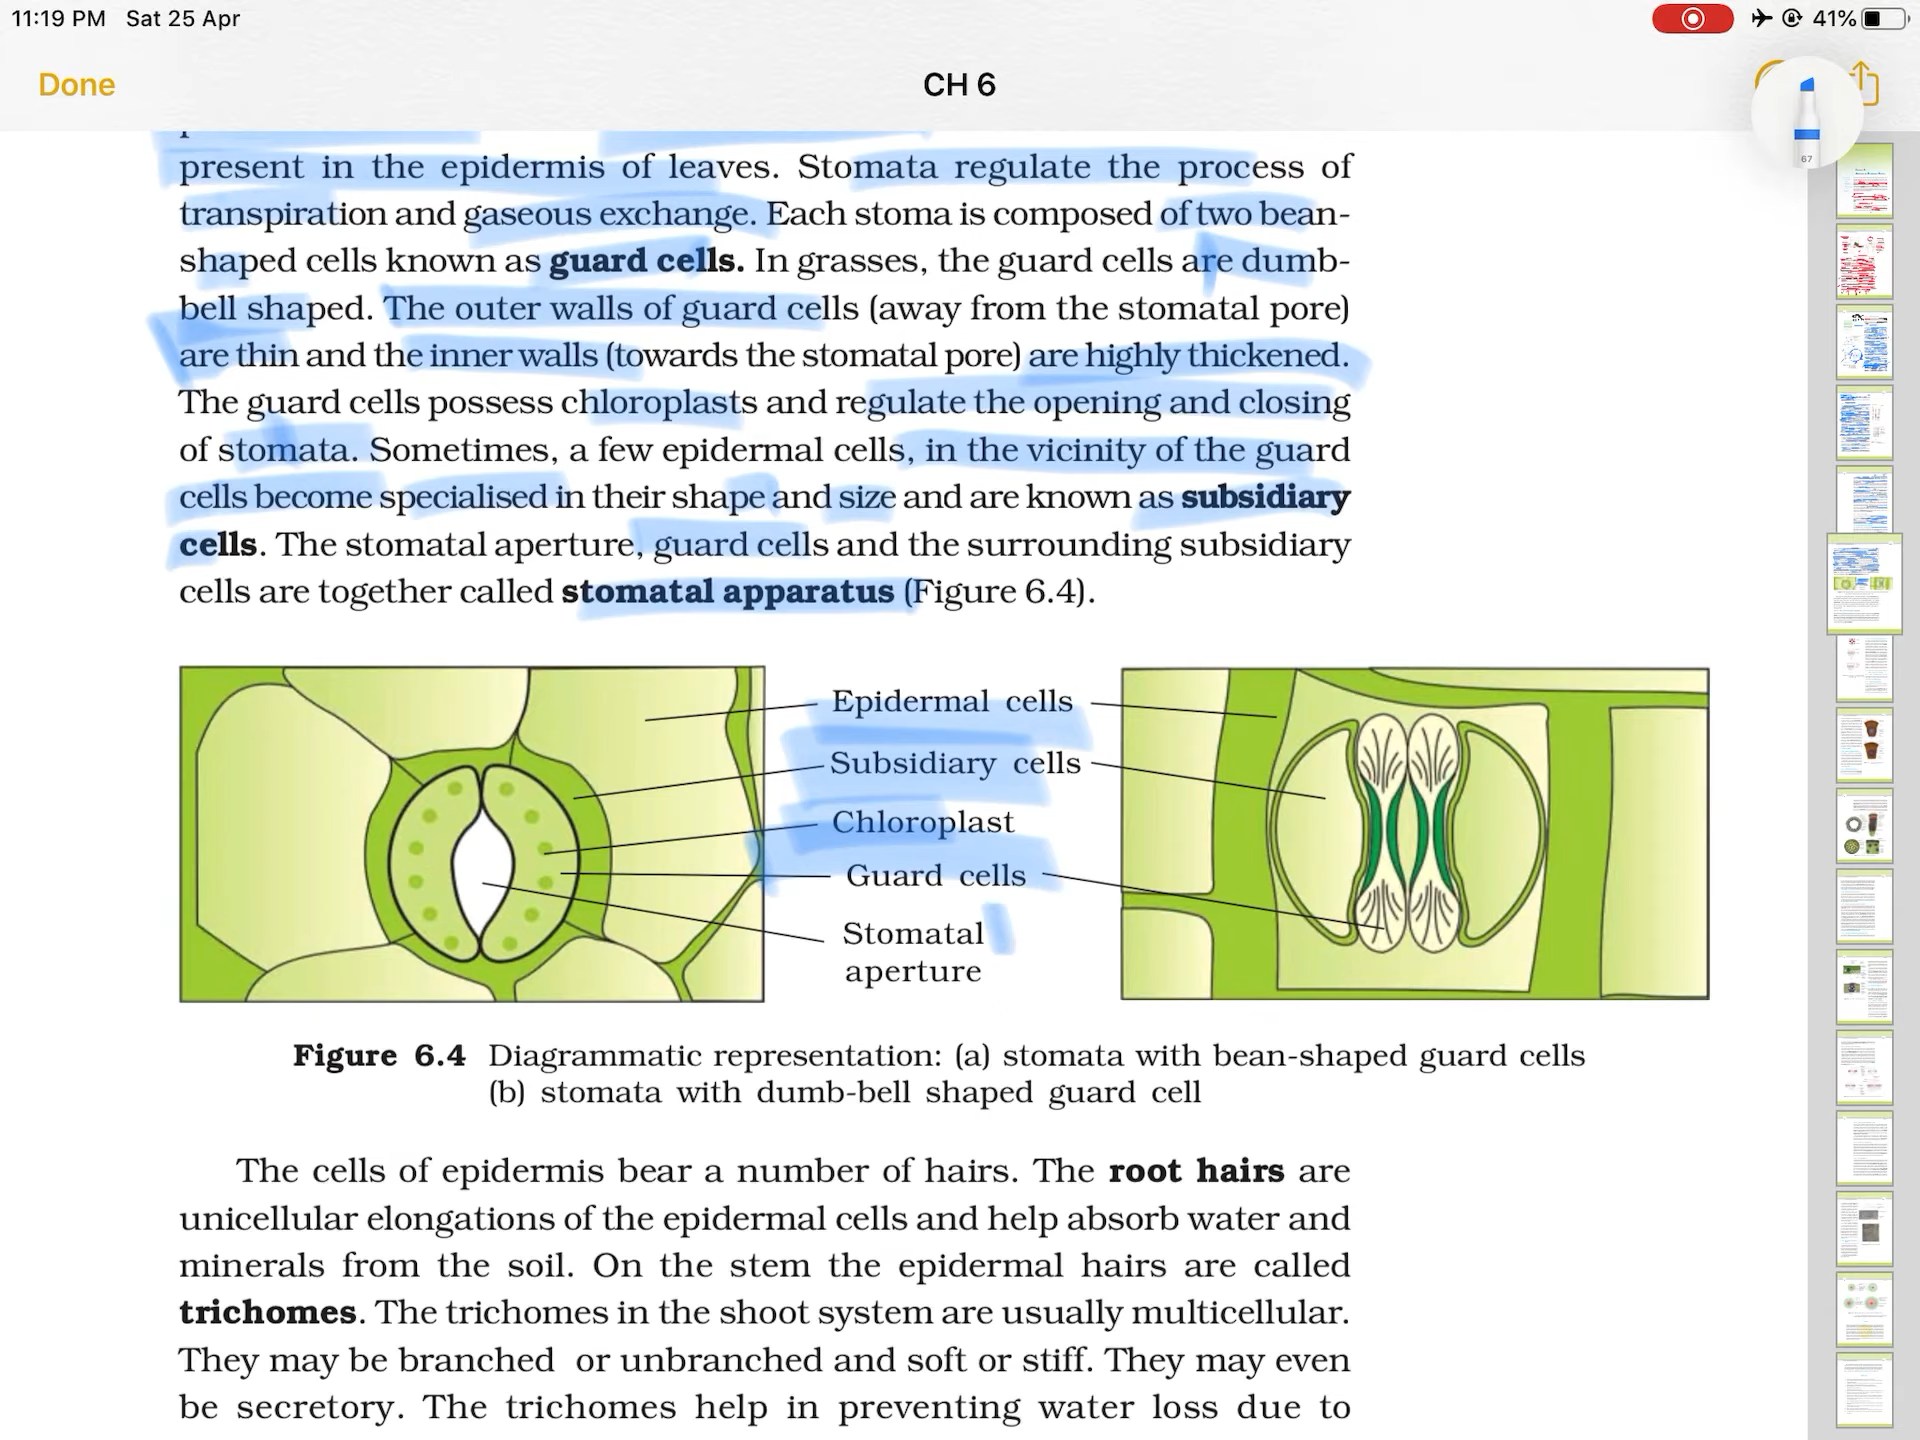 11:19 PM Sat 25 Apr
41%
Done
CH 6
67
present in the epidermis of leaves. Stomata regulate the process of
transpiration and gaseous exchange. Each stoma is composed of two bean-
shaped cells known as guard cells. In grasses, the guard cells are dumb-
bell shaped. The outer walls of guard cells (away from the stomatal pore)
are thin and the inner walls (towards the stomatal pore) are highly thickened.
The guard cells possess chloroplasts and regulate the opening and closing
of stomata. Sometimes, a few epidermal cells, in the vicinity of the guard
cells become specialised in their shape and size and are known as subsidiary
cells. The stomatal aperture, guard cells and the surrounding subsidiary
cells are together called stomatal apparatus (Figure 6.4).
Epidermal cells
Subsidiary cells
Chloroplast
Guard cells
Stomatal
aperture
Figure 6.4 Diagrammatic representation: (a) stomata with bean-shaped guard cells
(b) stomata with dumb-bell shaped guard cell
The cells of epidermis bear a number of hairs. The root hairs are
unicellular elongations of the epidermal cells and help absorb water and
minerals from the soil. On the stem the epidermal hairs are called
trichomes. The trichomes in the shoot system are usually multicellular.
They may be branched or unbranched and soft or stiff. They may even
be secretory. The trichomes help in preventing water loss due to